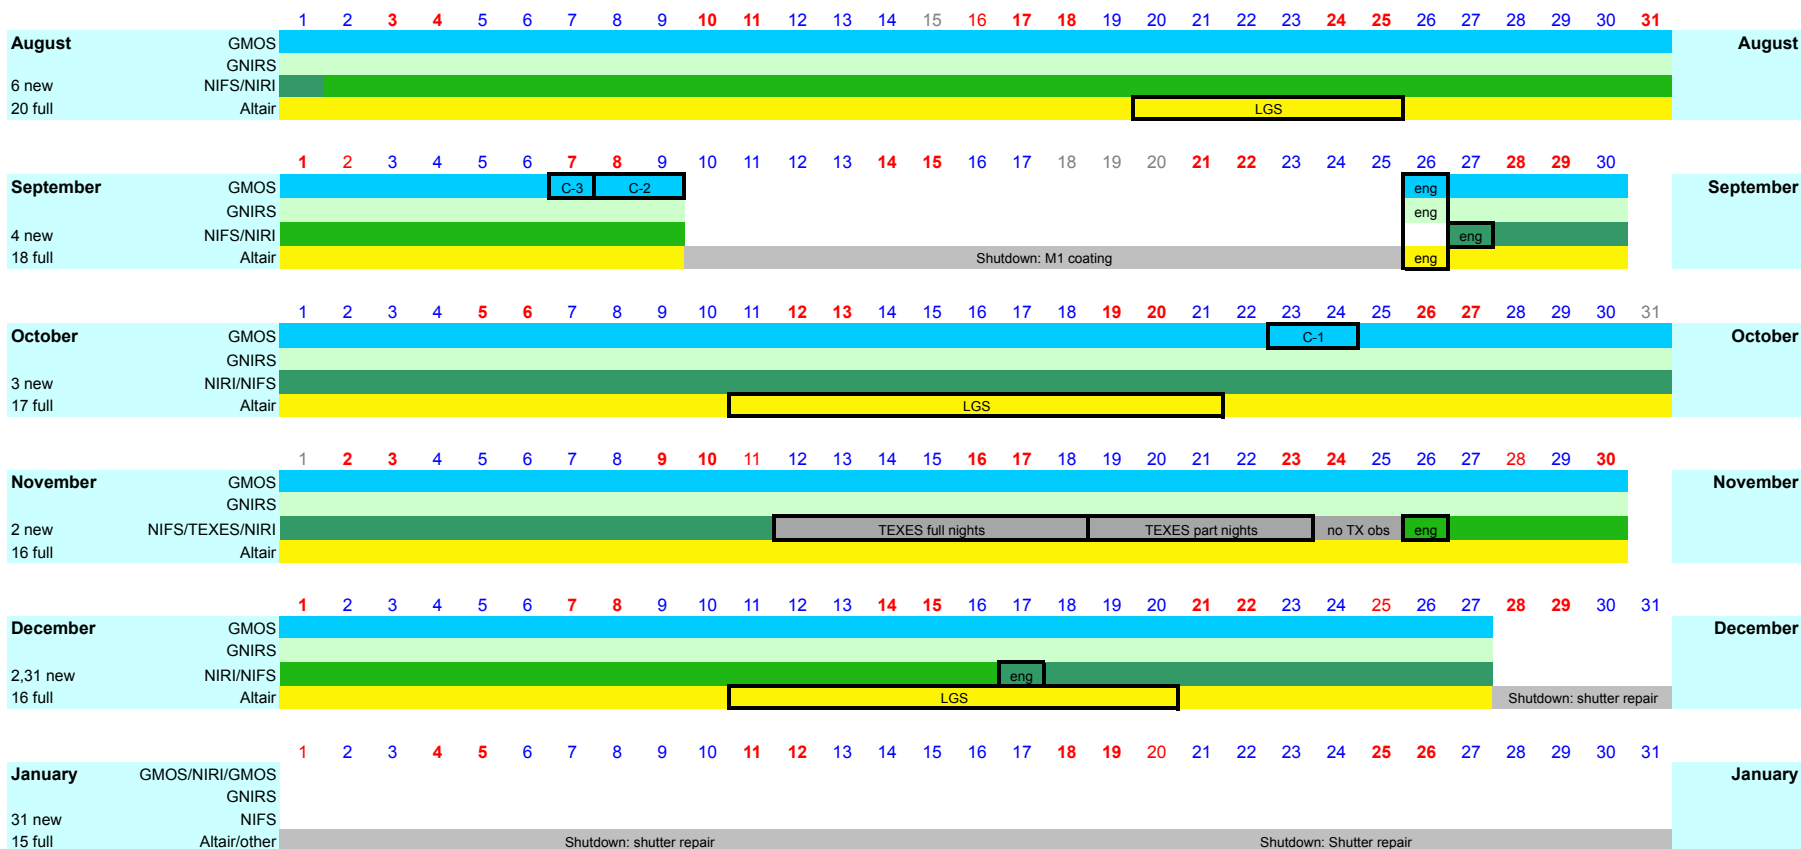 1 2 3 4 5 6 7 8 9 10 11 12 13 14 15 16 17 18 19 20 21 22 23 24 25 26 27 28 29 30 31
August GMOS August
GNIRS
6 new NIFS/NIRI
20 full Altair LGS
1 2 3 4 5 6 7 8 9 10 11 12 13 14 15 16 17 18 19 20 21 22 23 24 25 26 27 28 29 30
September GMOS C-3 C-2 eng September
GNIRS eng
4 new NIFS/NIRI eng
18 full Altair Shutdown: M1 coating eng
1 2 3 4 5 6 7 8 9 10 11 12 13 14 15 16 17 18 19 20 21 22 23 24 25 26 27 28 29 30 31
October GMOS C-1 October
GNIRS
3 new NIRI/NIFS
17 full Altair LGS
1 2 3 4 5 6 7 8 9 10 11 12 13 14 15 16 17 18 19 20 21 22 23 24 25 26 27 28 29 30
November GMOS November
GNIRS
2 new NIFS/TEXES/NIRI TEXES full nights TEXES part nights no TX obs eng
16 full Altair
1 2 3 4 5 6 7 8 9 10 11 12 13 14 15 16 17 18 19 20 21 22 23 24 25 26 27 28 29 30 31
December GMOS December
GNIRS
2,31 new NIRI/NIFS eng
16 full Altair LGS Shutdown: shutter repair
1 2 3 4 5 6 7 8 9 10 11 12 13 14 15 16 17 18 19 20 21 22 23 24 25 26 27 28 29 30 31
January GMOS/NIRI/GMOS January
GNIRS
31 new NIFS
15 full Altair/other Shutdown: shutter repair Shutdown: Shutter repair